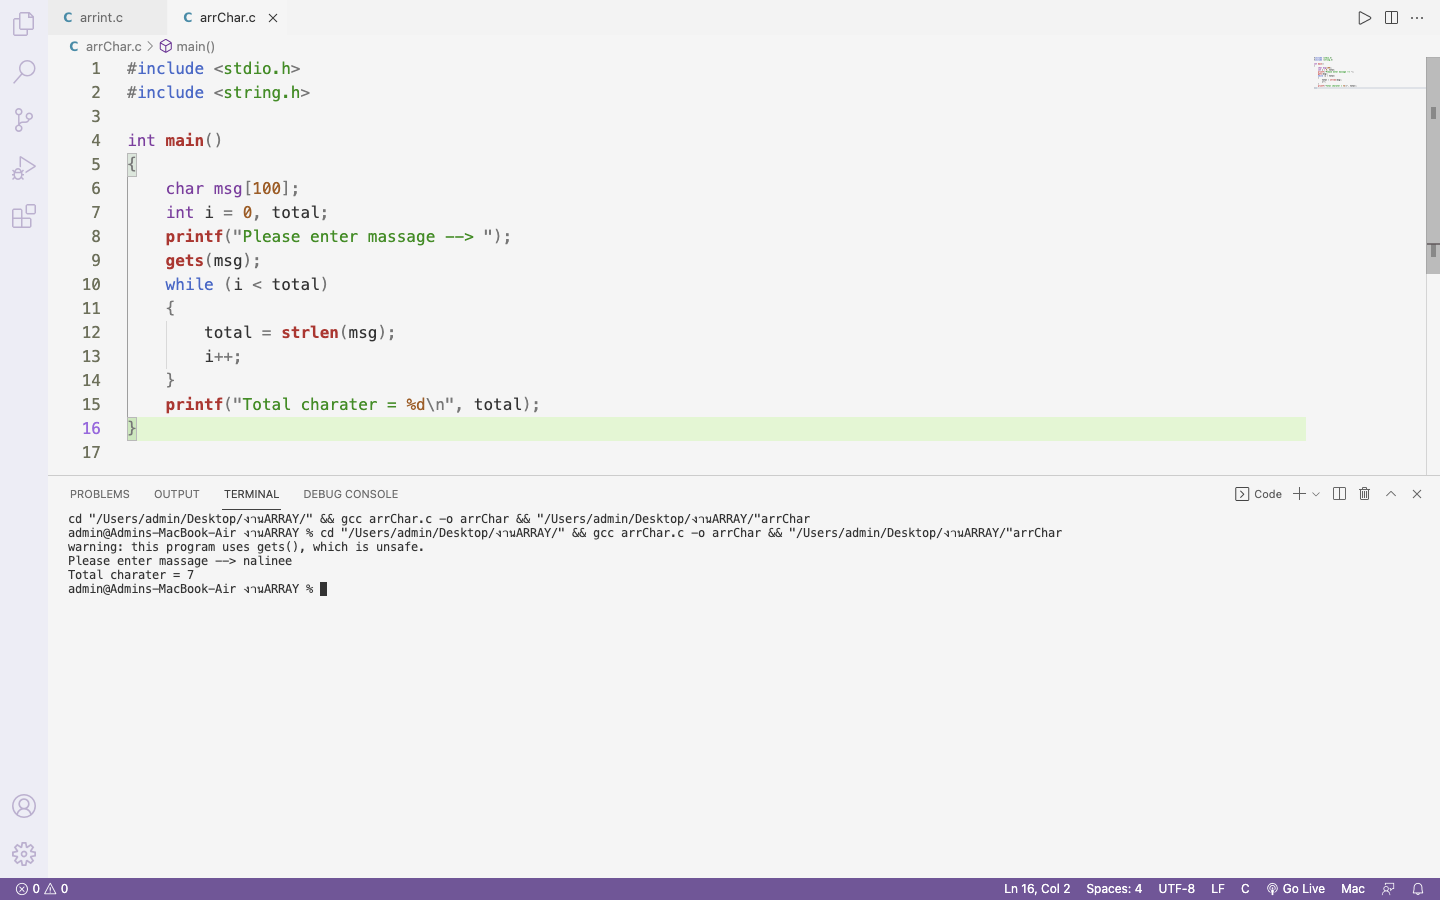 arrint.c
arrChar.c
arrChar.c > main()
1 #include <stdio.h>
2 #include <string.h>
3
4 int main()
5 {
6 char msg[100];
7 int i = 0, total;
8 printf("Please enter massage --> ");
9 gets(msg);
10 while (i < total)
11 {
12 total = strlen(msg);
13 i++;
14 }
15 printf("Total charater = %d\n", total);
16 }
17
PROBLEMS OUTPUT TERMINAL DEBUG CONSOLE Code
cd "/Users/admin/Desktop/งานARRAY/" && gcc arrChar.c -o arrChar && "/Users/admin/Desktop/งานARRAY/"arrChar
admin@Admins-MacBook-Air งานARRAY % cd "/Users/admin/Desktop/งานARRAY/" && gcc arrChar.c -o arrChar && "/Users/admin/Desktop/งานARRAY/"arrChar
warning: this program uses gets(), which is unsafe.
Please enter massage --> nalinee
Total charater = 7
admin@Admins-MacBook-Air งานARRAY %
0 0 Ln 16, Col 2 Spaces: 4 UTF-8 LF C Go Live Mac